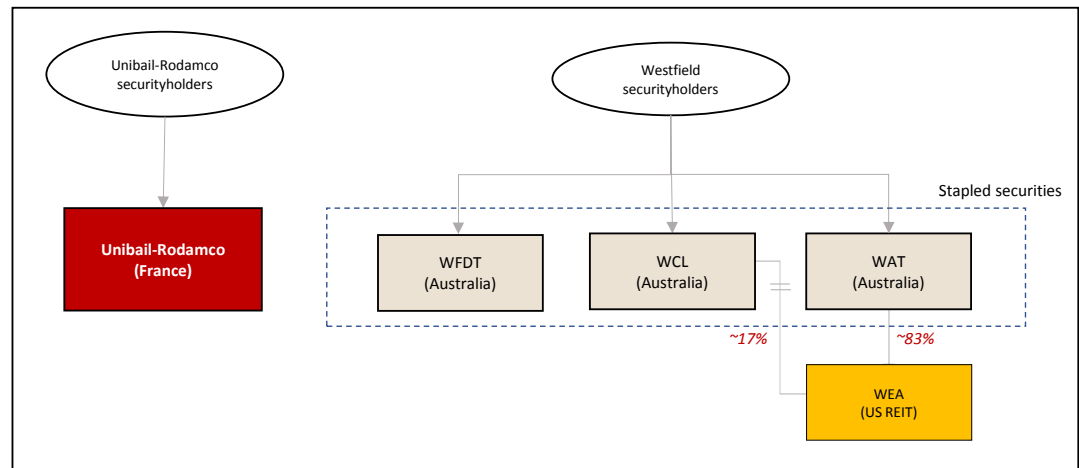 Unibail-Rodamco
securityholders
Westfield
securityholders
Stapled securities
Unibail-Rodamco
(France)
WFDT
(Australia)
WCL
(Australia)
WAT
(Australia)
~17%
~83%
WEA
(US REIT)